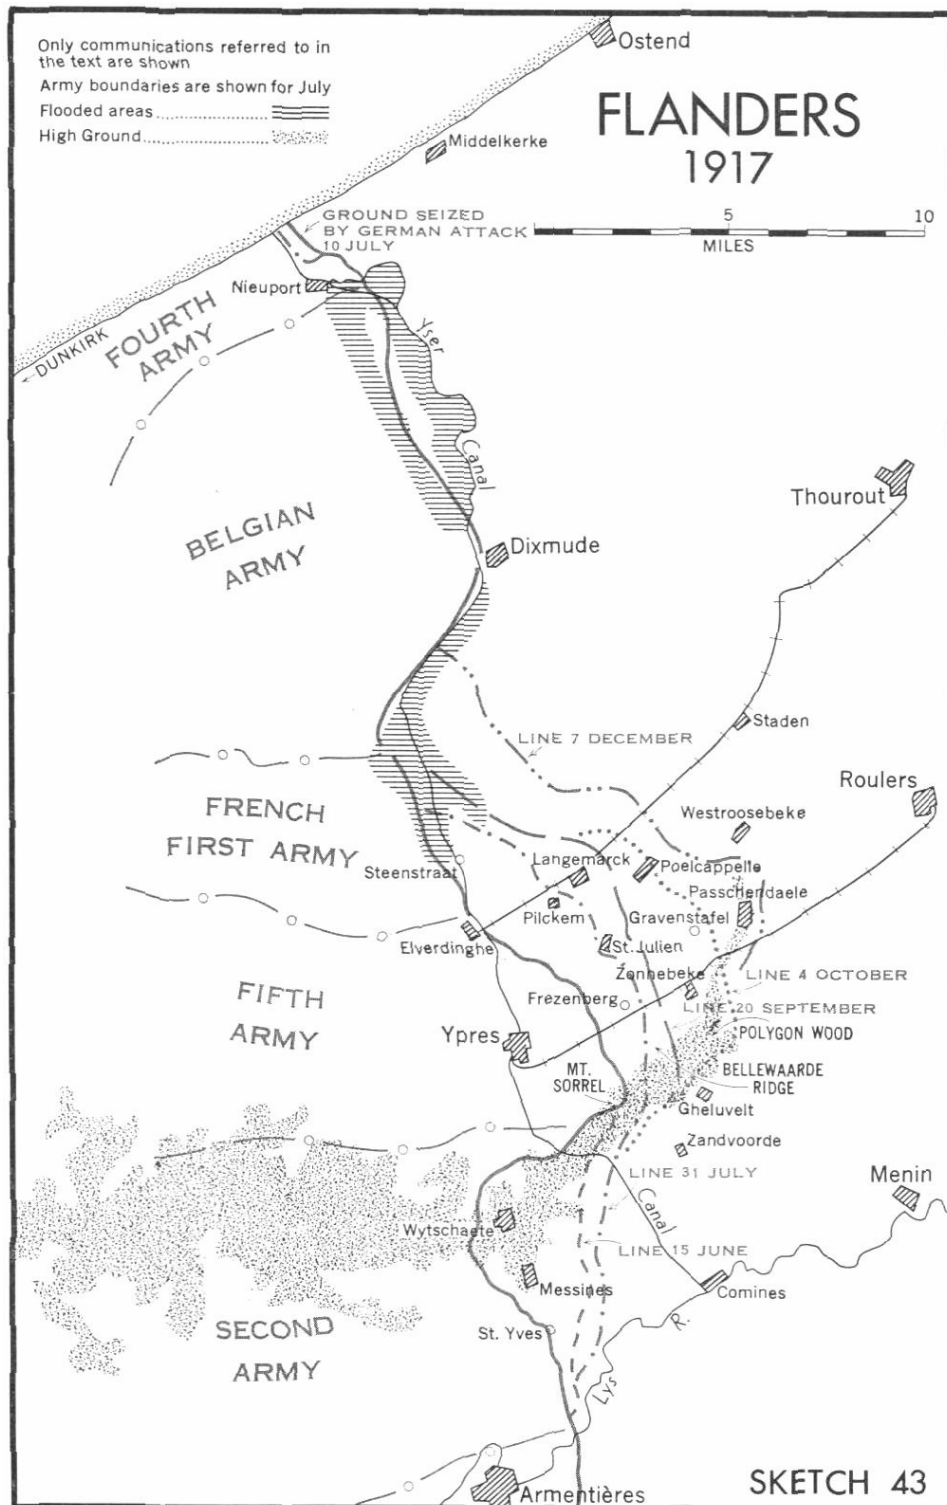 Only communications referred to in
the text are shown
Army boundaries are shown for July
Flooded areas
High Ground
Ostend
FLANDERS
1917
Middelkerke
5
10
MILES
GROUND SEIZED
BY GERMAN ATTACK
10 JULY
Nieuport
DUNKIRK
FOURTH
ARMY
Yser
Canal
Thourout
BELGIAN
ARMY
Dixmude
Staden
LINE 7 DECEMBER
Roulers
FRENCH
FIRST ARMY
Westroosebeke
Steenstraat
Langemarck
Poelcappelle
Passchendaele
Pilckem
Gravenstafel
Elverdinghe
St. Julien
Zonnebeke
LINE 4 OCTOBER
FIFTH
ARMY
Frezenberg
LINE 20 SEPTEMBER
Ypres
POLYGON WOOD
MT.
SORREL
BELLEWAARDE
RIDGE
Gheluvelt
Zandvoorde
LINE 31 JULY
Menin
Canal
Wytschaete
LINE 15 JUNE
Messines
Comines
SECOND
ARMY
St. Yves
Lys
R.
Armentières
SKETCH 43